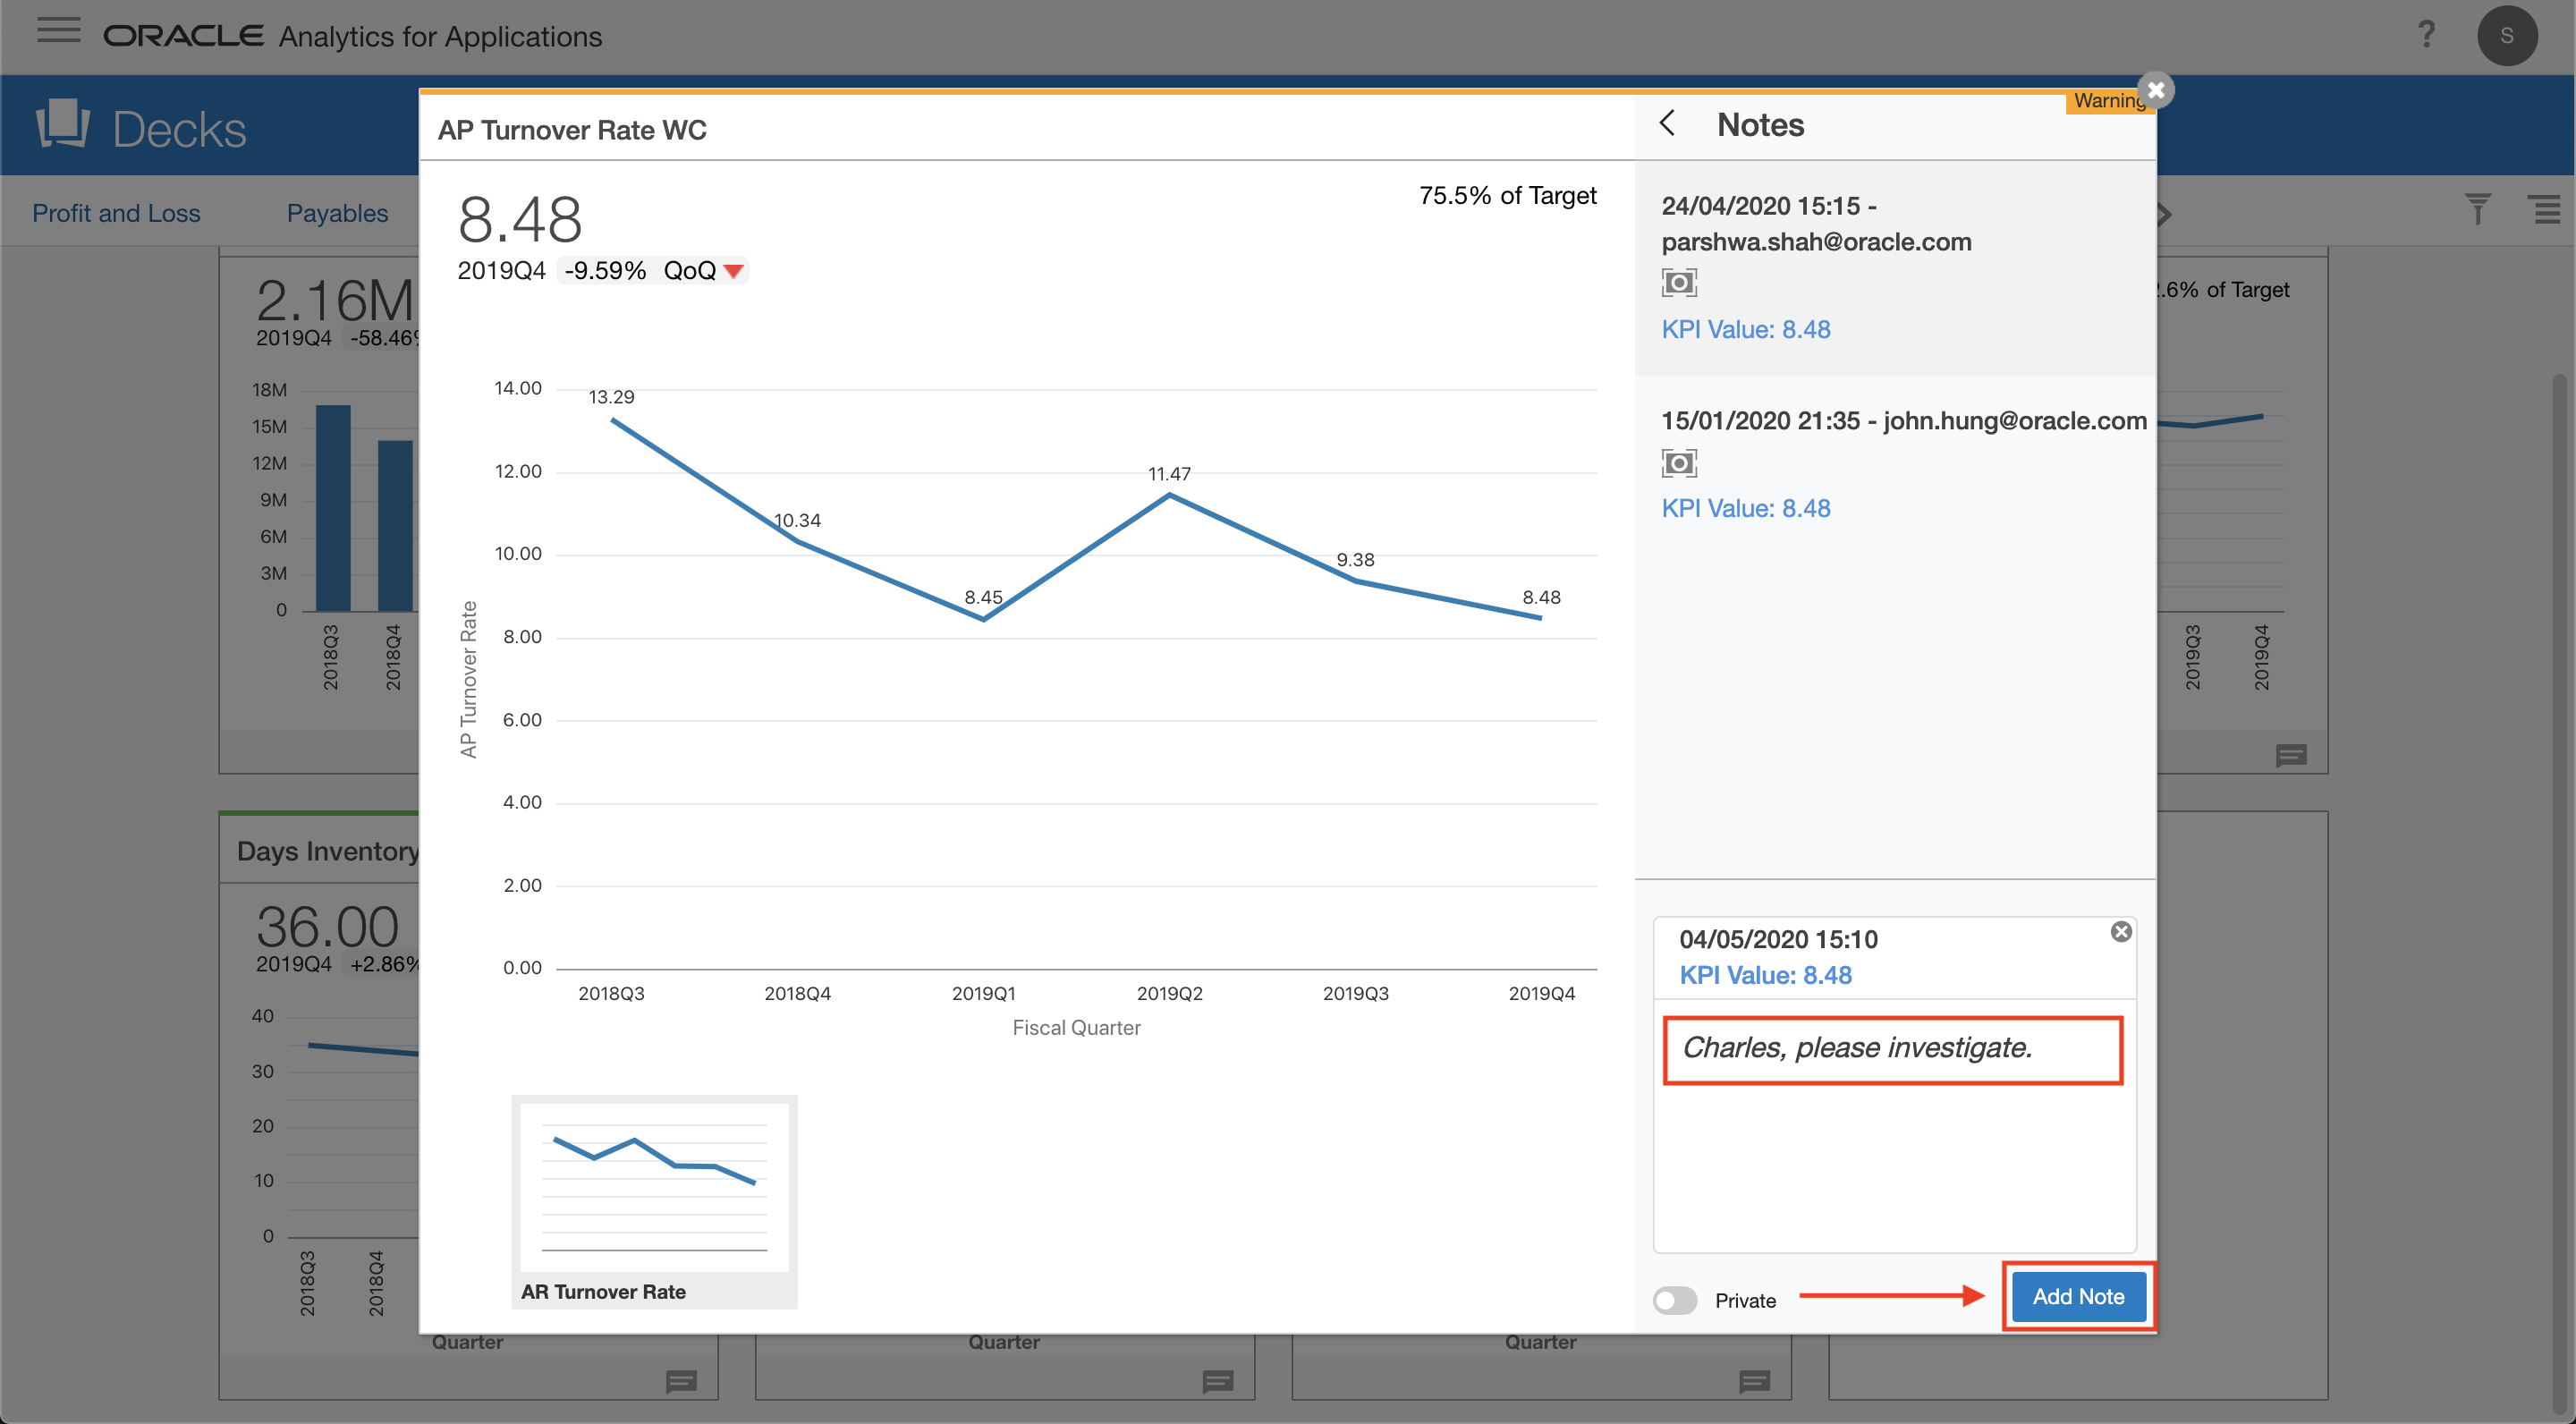 ORACLE Analytics for Applications
?
S
Decks
Profit and Loss
Payables
2.16M
2019Q4 -58.46%
18M
15M
12M
9M
6M
3M
0
2018Q3
2018Q4
Days Inventory
36.00
2019Q4 +2.86%
40
30
20
10
0
2018Q3
2018Q4
Quarter
Quarter
Quarter
AP Turnover Rate WC
8.48
2019Q4 -9.59% QoQ
75.5% of Target
14.00
12.00
10.00
8.00
6.00
4.00
2.00
0.00
AP Turnover Rate
13.29
10.34
8.45
11.47
9.38
8.48
2018Q3
2018Q4
2019Q1
2019Q2
2019Q3
2019Q4
Fiscal Quarter
AR Turnover Rate
Warning
Notes
24/04/2020 15:15 -
parshwa.shah@oracle.com
KPI Value: 8.48
15/01/2020 21:35 - john.hung@oracle.com
KPI Value: 8.48
04/05/2020 15:10
KPI Value: 8.48
Charles, please investigate.
Private
Add Note
2.6% of Target
2019Q3
2019Q4